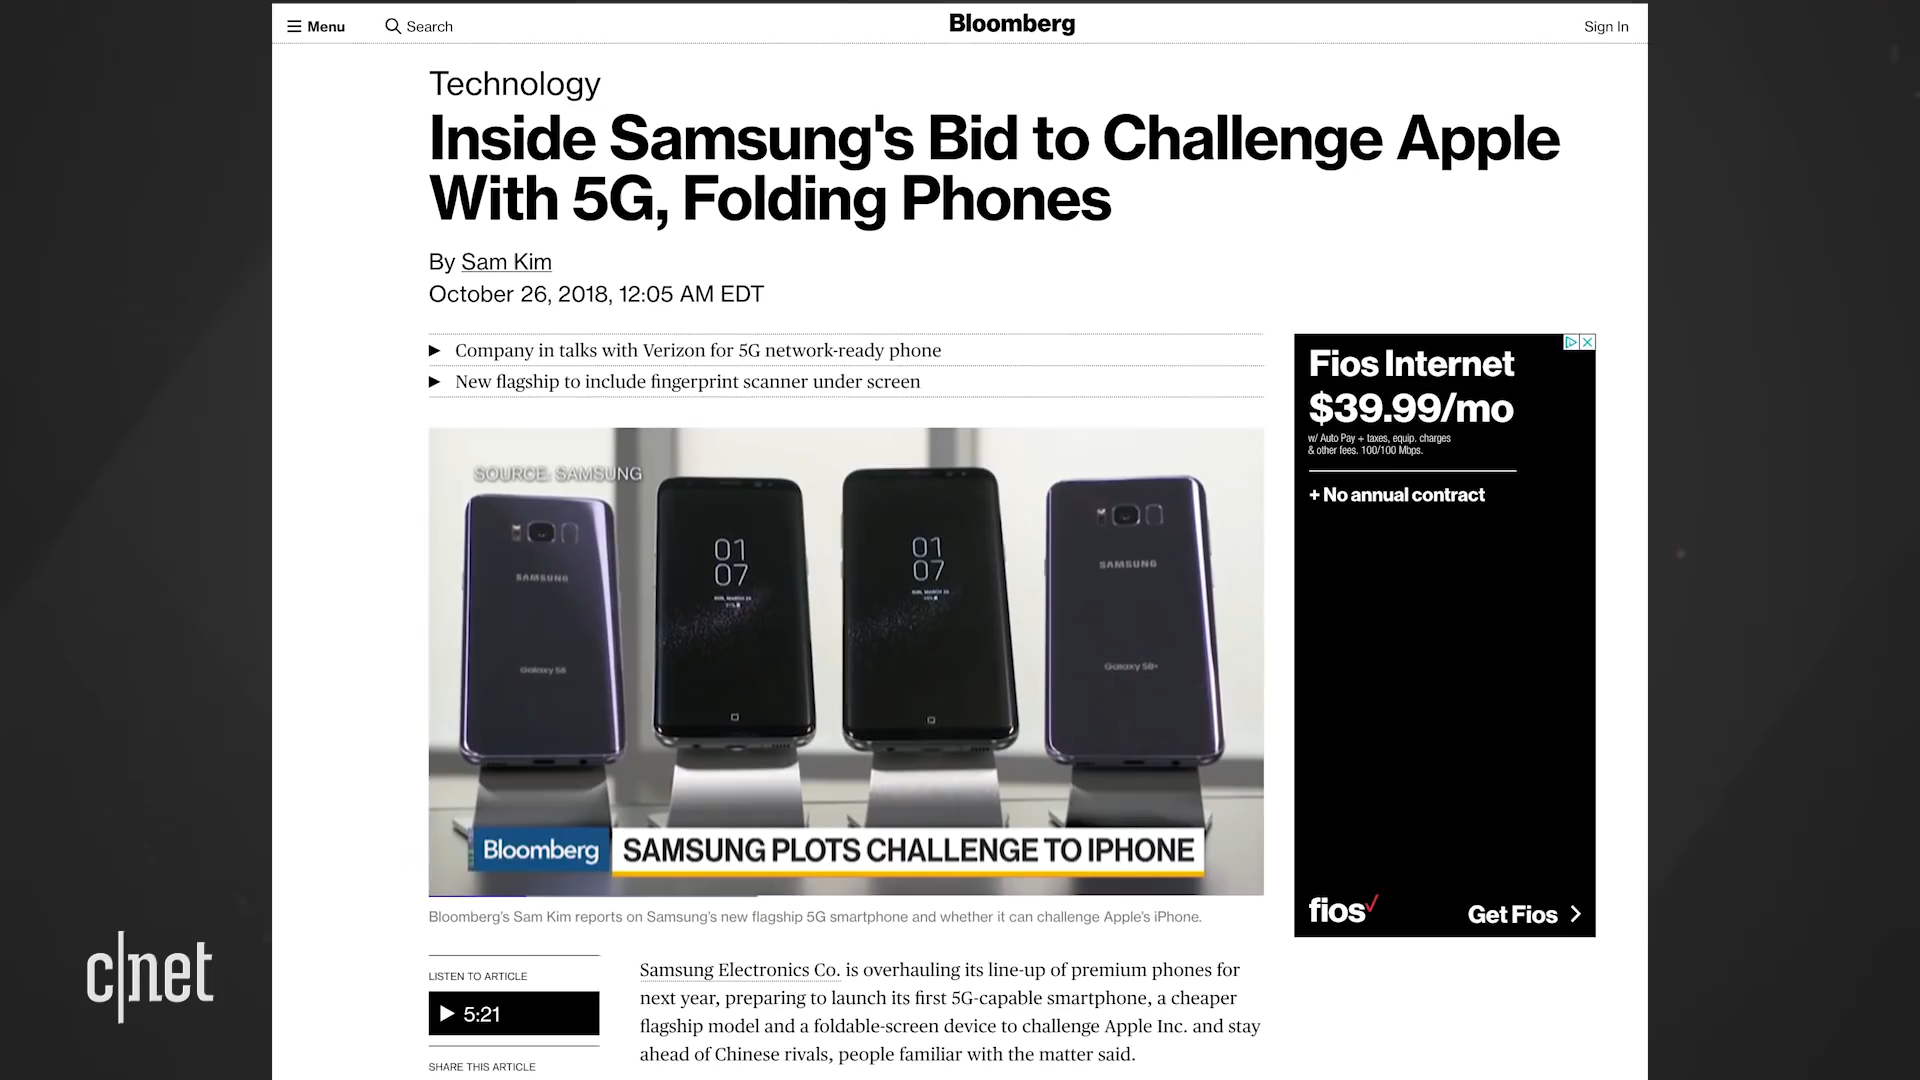 Menu
Search
Bloomberg
Sign In
Technology
Inside Samsung's Bid to Challenge Apple
With 5G, Folding Phones
By Sam Kim
October 26, 2018, 12:05 AM EDT
Company in talks with Verizon for 5G network-ready phone
New flagship to include fingerprint scanner under screen
SOURCE: SAMSUNG
SAMSUNG
Galaxy S8
01
07
01
07
SAMSUNG
Galaxy S8+
Bloomberg
SAMSUNG PLOTS CHALLENGE TO IPHONE
Bloomberg's Sam Kim reports on Samsung's new flagship 5G smartphone and whether it can challenge Apple's iPhone.
Fios Internet
$39.99/mo
w/ Auto Pay + taxes, equip. charges
& other fees. 100/100 Mbps.
+ No annual contract
fios
Get Fios
LISTEN TO ARTICLE
5:21
SHARE THIS ARTICLE
Samsung Electronics Co. is overhauling its line-up of premium phones for
next year, preparing to launch its first 5G-capable smartphone, a cheaper
flagship model and a foldable-screen device to challenge Apple Inc. and stay
ahead of Chinese rivals, people familiar with the matter said.
c|net